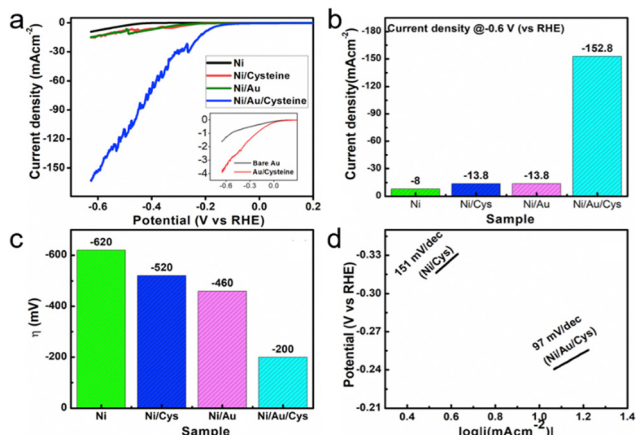 a
Current density (mAcm-2)
0
-30
-60
-90
-120
-150
Ni
Ni/Cysteine
Ni/Au
Ni/Au/Cysteine
0
-1
-2
-3
-4
Bare Au
Au/Cysteine
-0.6 -0.3 0.0
-0.6 -0.4 -0.2 0.0 0.2
Potential (V vs RHE)
b
Current density @-0.6 V (vs RHE)
Current density(mAcm-2)
-180
-150
-120
-90
-60
-30
0
-8
-13.8
-13.8
-152.8
Ni Ni/Cys Ni/Au Ni/Au/Cys
Sample
c
η (mV)
-600
-400
-200
0
-620
-520
-460
-200
Ni Ni/Cys Ni/Au Ni/Au/Cys
Sample
d
Potential (V vs RHE)
-0.33
-0.30
-0.27
-0.24
-0.21
151 mV/dec
(Ni/Cys)
97 mV/dec
(Ni/Au/Cys)
0.4 0.6 0.8 1.0 1.2 1.4
log|j(mAcm-2)|